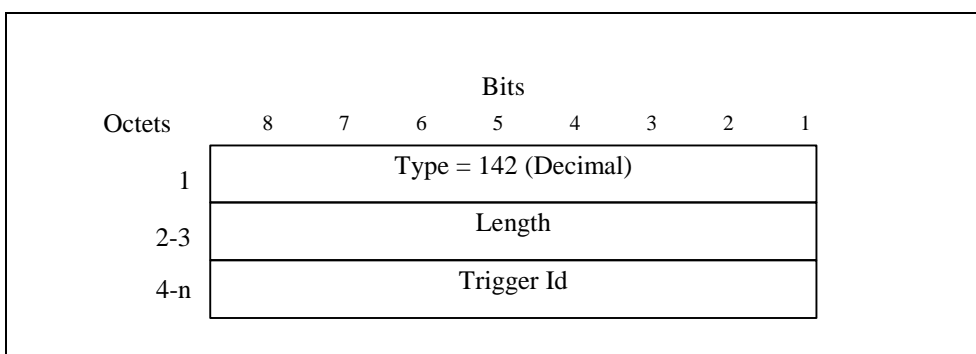 Bits
Octets 8 7 6 5 4 3 2 1
1 Type = 142 (Decimal)
2-3 Length
4-n Trigger Id